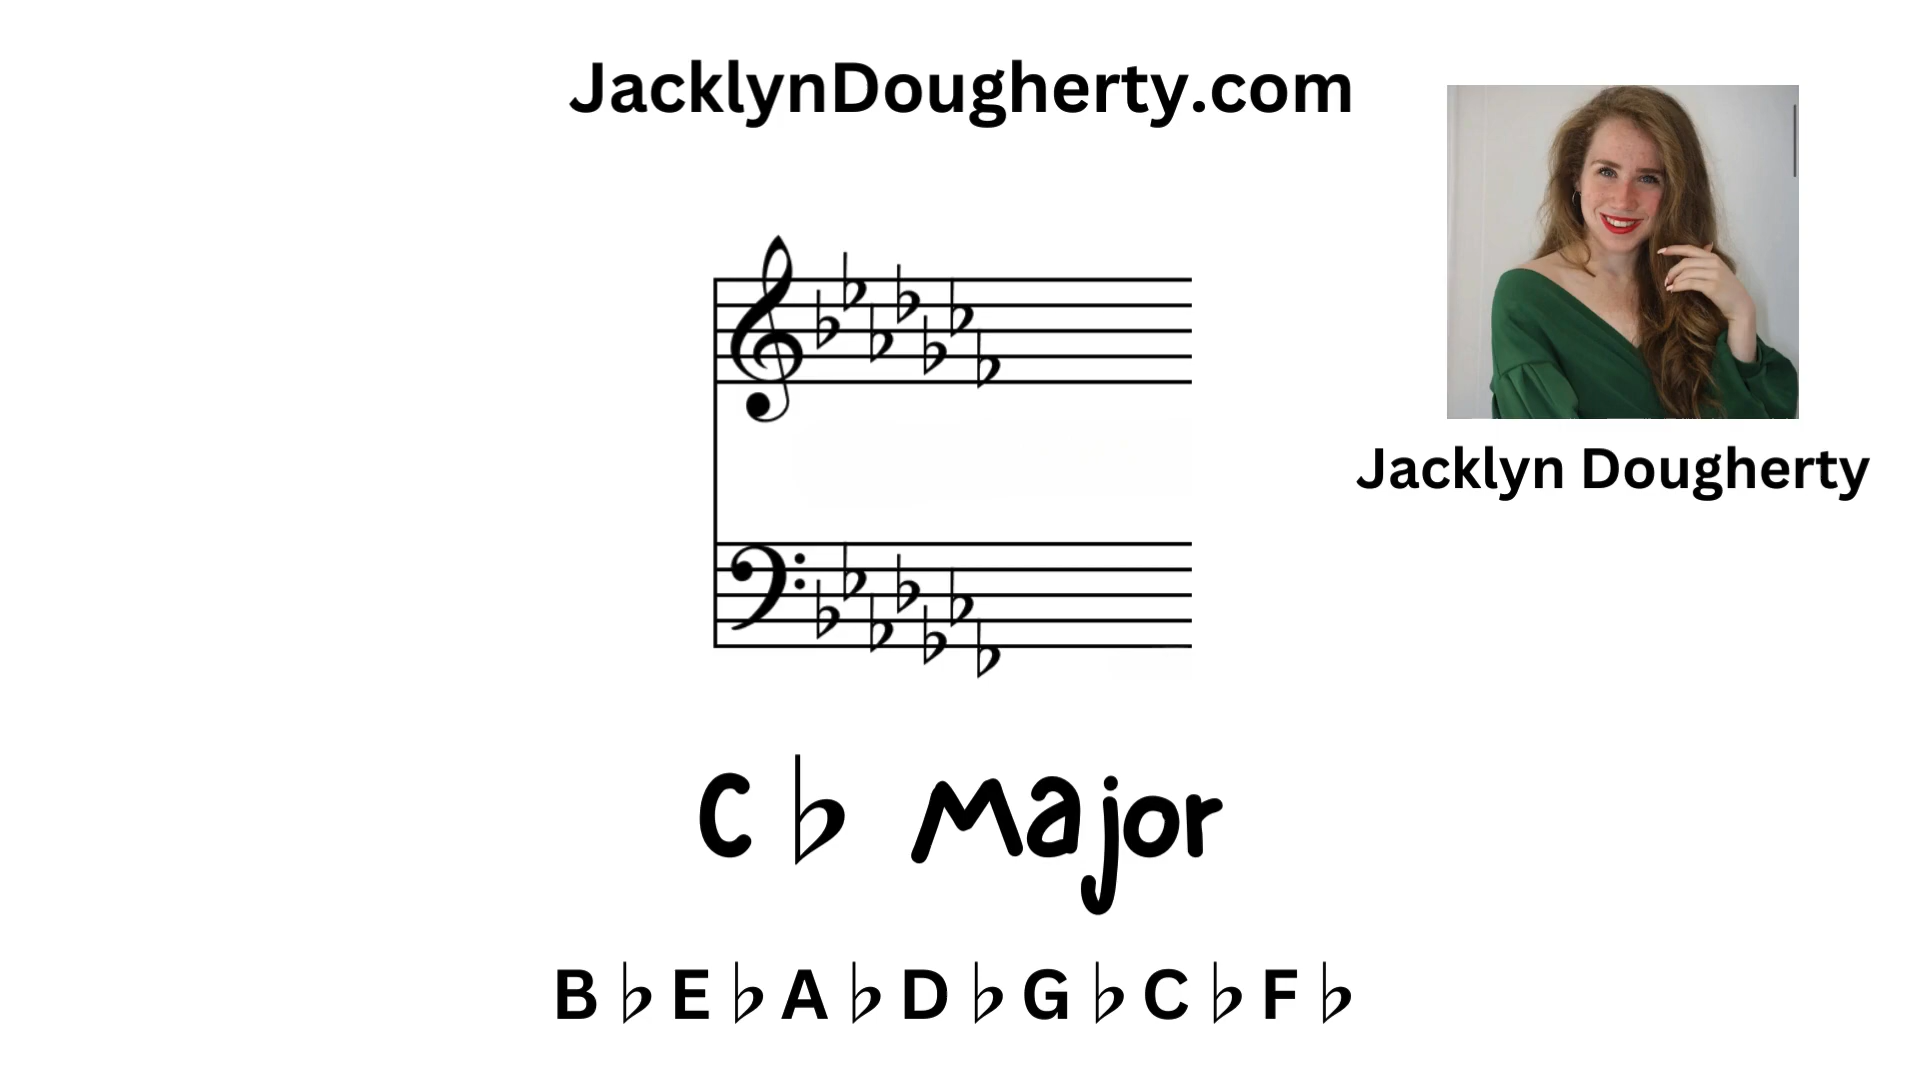 JacklynDougherty.com
Jacklyn Dougherty
C ♭ Major
B ♭ E ♭ A ♭ D ♭ G ♭ C ♭ F ♭